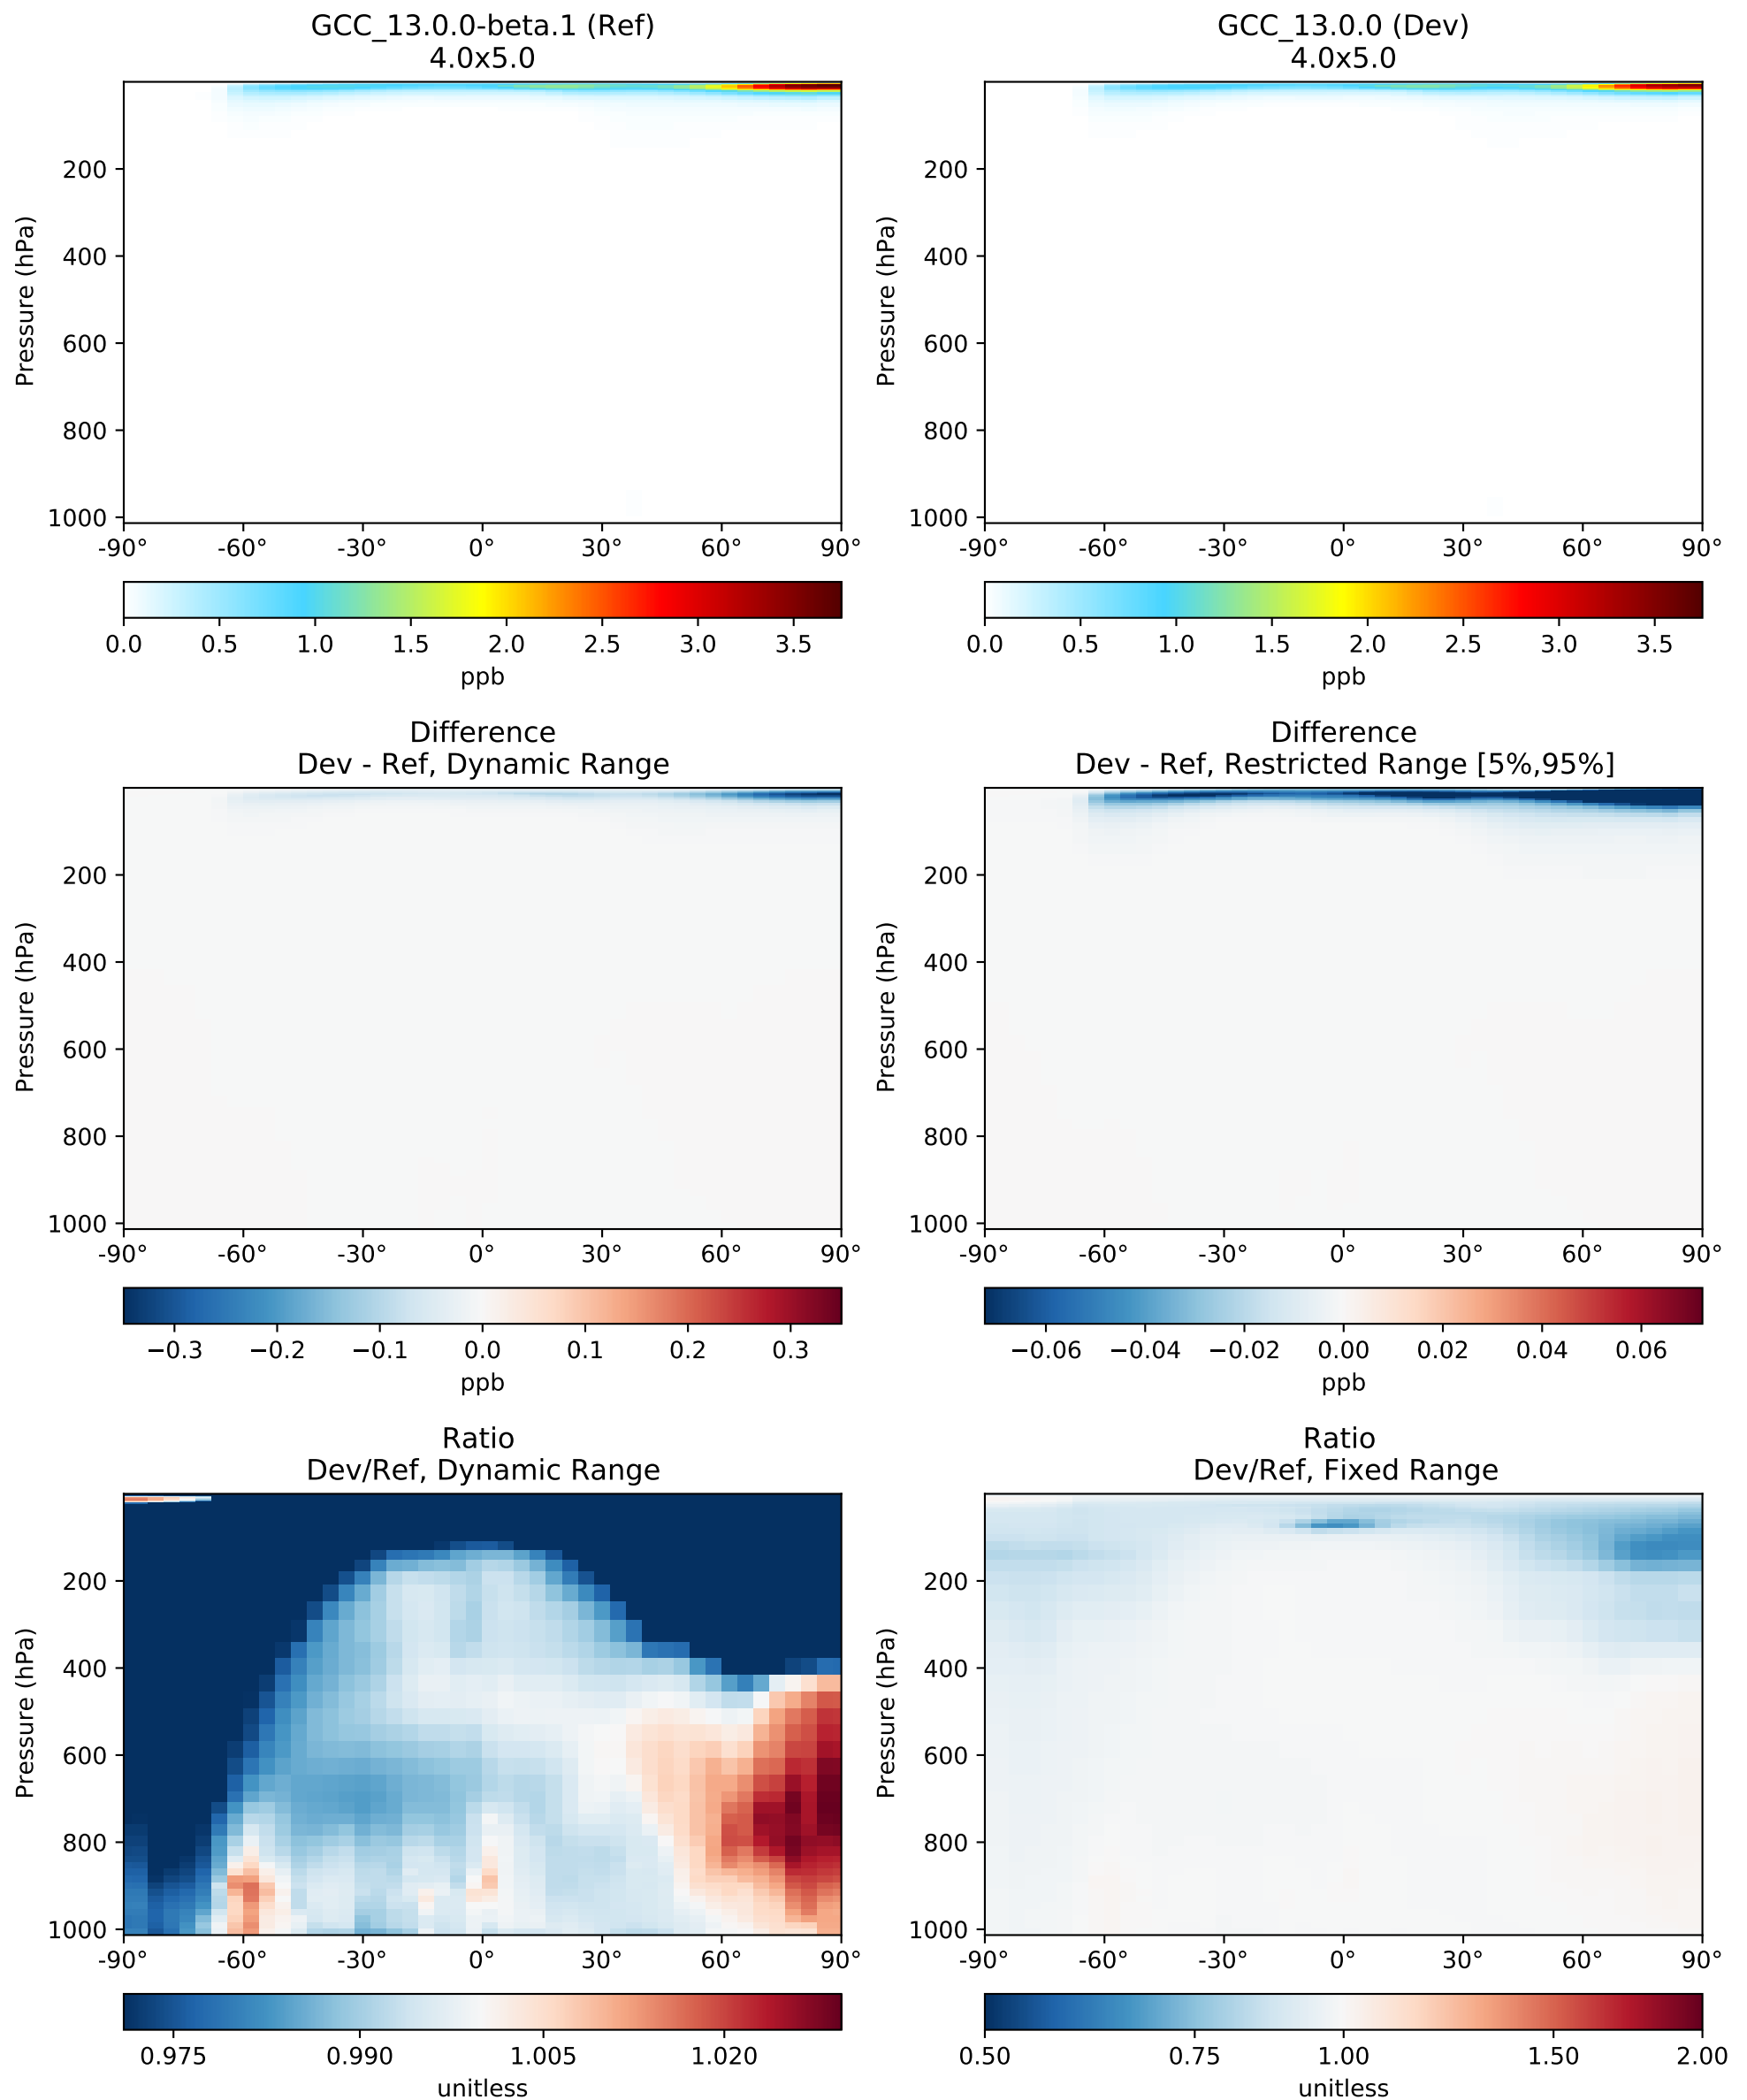 GCC_13.0.0-beta.1 (Ref)
4.0x5.0
Pressure (hPa)
200
400
600
800
1000
-90° -60° -30° 0° 30° 60° 90°
0.0 0.5 1.0 1.5 2.0 2.5 3.0 3.5
ppb
GCC_13.0.0 (Dev)
4.0x5.0
Pressure (hPa)
200
400
600
800
1000
-90° -60° -30° 0° 30° 60° 90°
0.0 0.5 1.0 1.5 2.0 2.5 3.0 3.5
ppb
Difference
Dev - Ref, Dynamic Range
Pressure (hPa)
200
400
600
800
1000
-90° -60° -30° 0° 30° 60° 90°
−0.3 −0.2 −0.1 0.0 0.1 0.2 0.3
ppb
Difference
Dev - Ref, Restricted Range [5%,95%]
Pressure (hPa)
200
400
600
800
1000
-90° -60° -30° 0° 30° 60° 90°
−0.06 −0.04 −0.02 0.00 0.02 0.04 0.06
ppb
Ratio
Dev/Ref, Dynamic Range
Pressure (hPa)
200
400
600
800
1000
-90° -60° -30° 0° 30° 60° 90°
0.975 0.990 1.005 1.020
unitless
Ratio
Dev/Ref, Fixed Range
Pressure (hPa)
200
400
600
800
1000
-90° -60° -30° 0° 30° 60° 90°
0.50 0.75 1.00 1.50 2.00
unitless